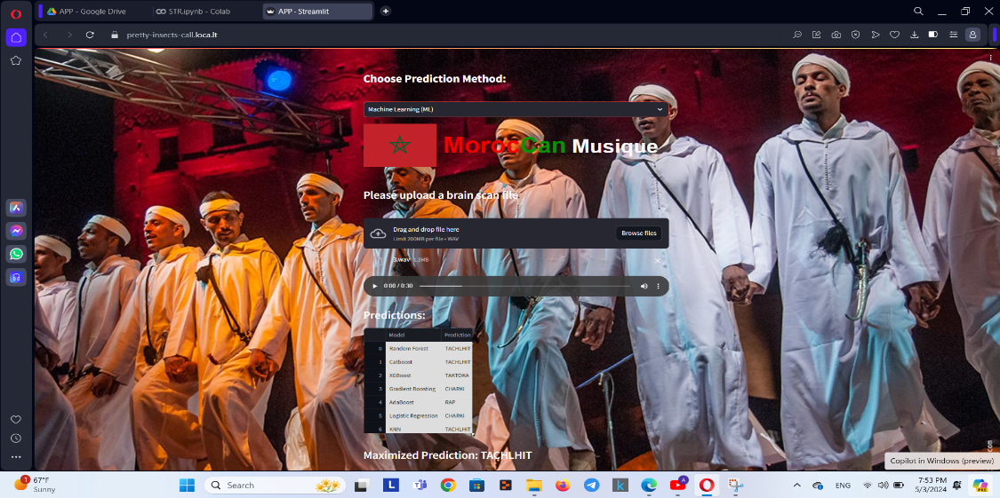 APP - Google Drive
STR.ipynb - Colab
APP - Streamlit
pretty-insects-call.loca.lt
Choose Prediction Method:
Machine Learning (ML)
MorocCan Musique
Please upload a brain scan file
Drag and drop file here
Limit 200MB per file • WAV
Browse files
3.wav 1.3MB
0:00 / 0:30
Predictions:
Model Prediction
0 Random Forest TACHLHIT
1 Catboost TACHLHIT
2 XGBoost TAKTOKA
3 Gradient Boosting CHARKI
4 AdaBoost RAP
5 Logistic Regression CHARKI
6 KNN TACHLHIT
Maximized Prediction: TACHLHIT
Copilot in Windows (preview)
1
67°F
Sunny
Search
L
k
A
ENG
7:53 PM
5/3/2024
PRE